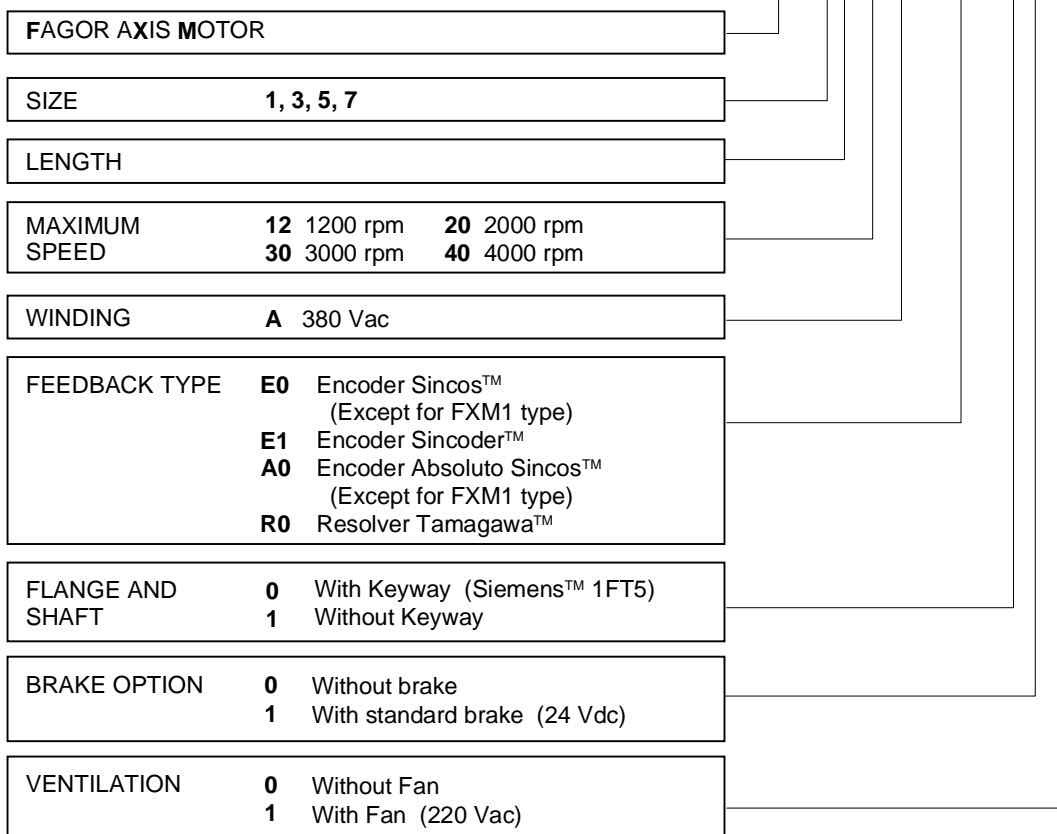 FAGOR AXIS MOTOR
SIZE 1, 3, 5, 7
LENGTH
MAXIMUM 12 1200 rpm 20 2000 rpm
SPEED 30 3000 rpm 40 4000 rpm
WINDING A 380 Vac
FEEDBACK TYPE E0 Encoder Sincos™
(Except for FXM1 type)
E1 Encoder Sincoder™
A0 Encoder Absoluto Sincos™
(Except for FXM1 type)
R0 Resolver Tamagawa™
FLANGE AND 0 With Keyway (Siemens™ 1FT5)
SHAFT 1 Without Keyway
BRAKE OPTION 0 Without brake
1 With standard brake (24 Vdc)
VENTILATION 0 Without Fan
1 With Fan (220 Vac)